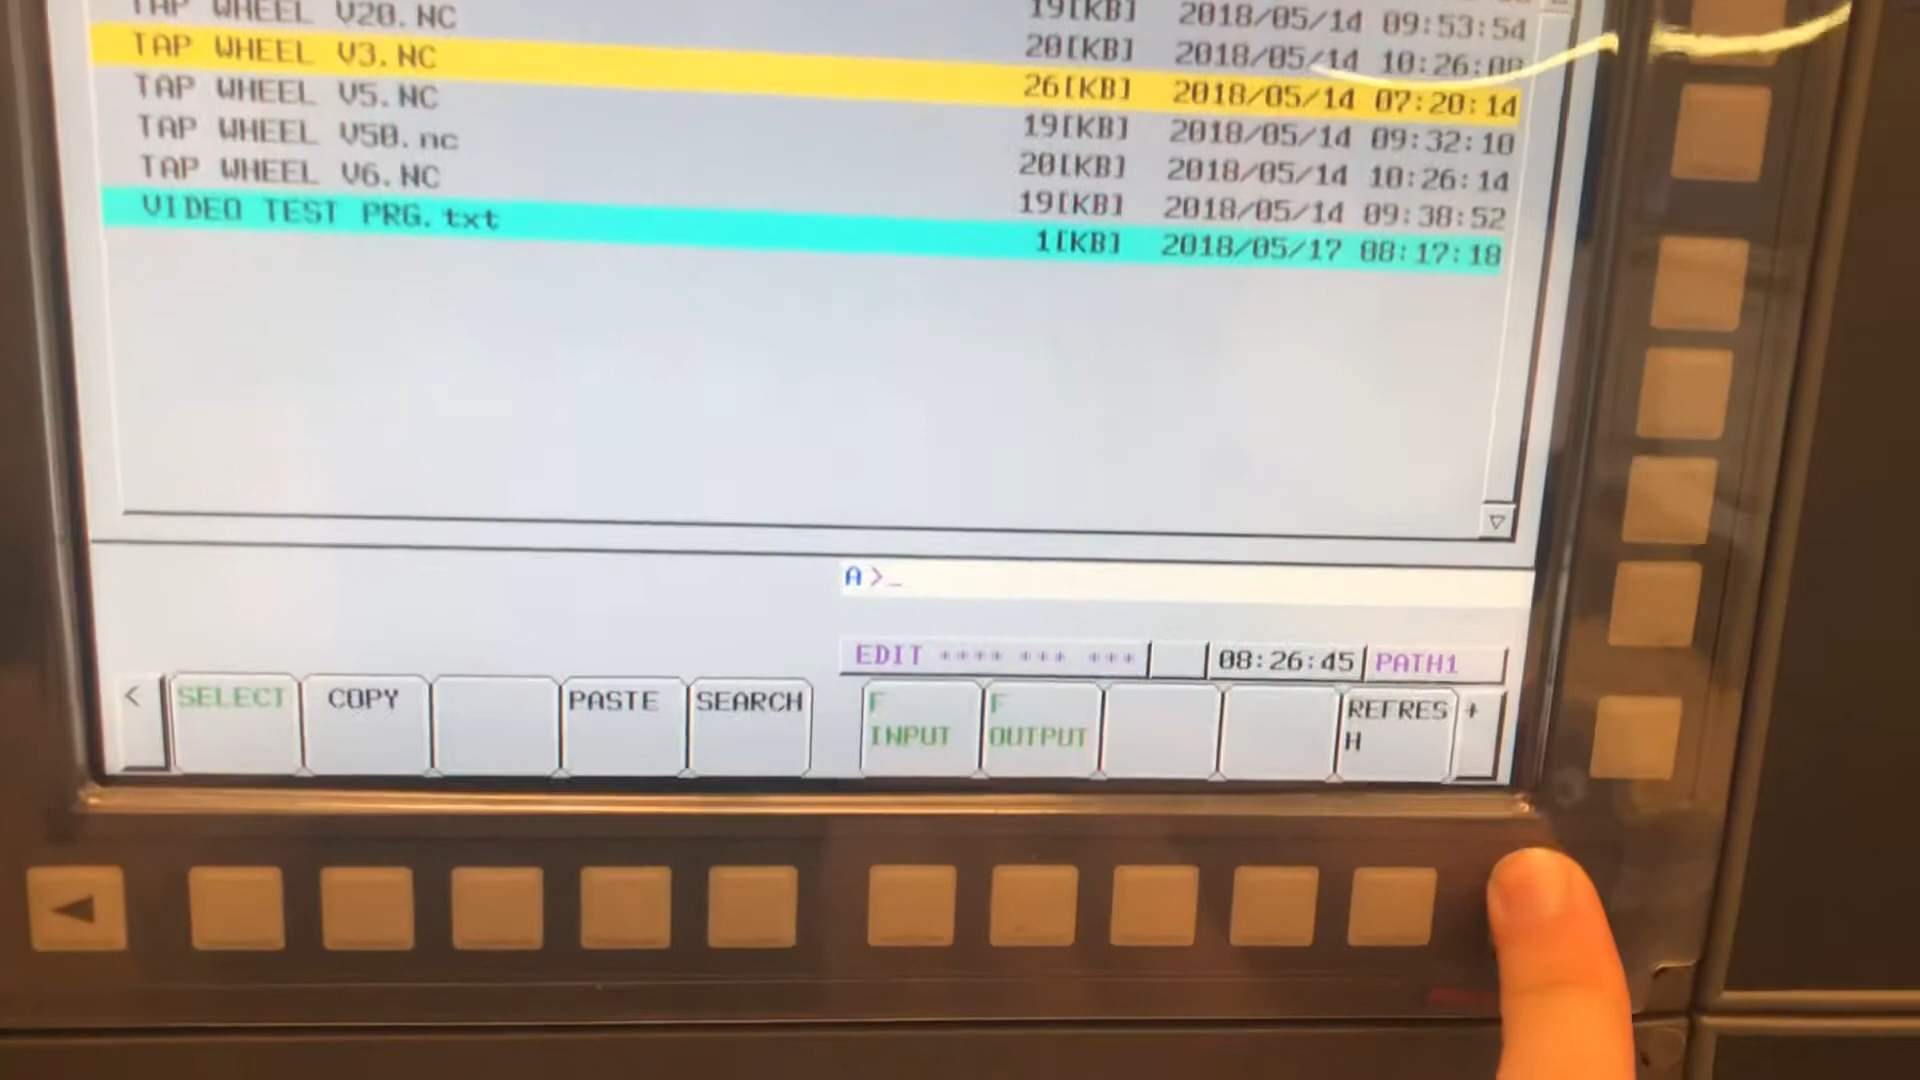 19[KB] 2018/05/14 09:53:54
TAP WHEEL V20.NC 20[KB] 2018/05/14 10:26:08
TAP WHEEL V3.NC 26[KB] 2018/05/14 07:20:14
TAP WHEEL V5.NC 19[KB] 2018/05/14 09:32:10
TAP WHEEL V50.nc 20[KB] 2018/05/14 10:26:14
TAP WHEEL V6.NC 19[KB] 2018/05/14 09:38:52
VIDEO TEST PRG.txt 1[KB] 2018/05/17 08:17:18
A>_
EDIT **** *** *** 08:26:45 PATH1
< SELECT COPY PASTE SEARCH F INPUT F OUTPUT REFRESH +